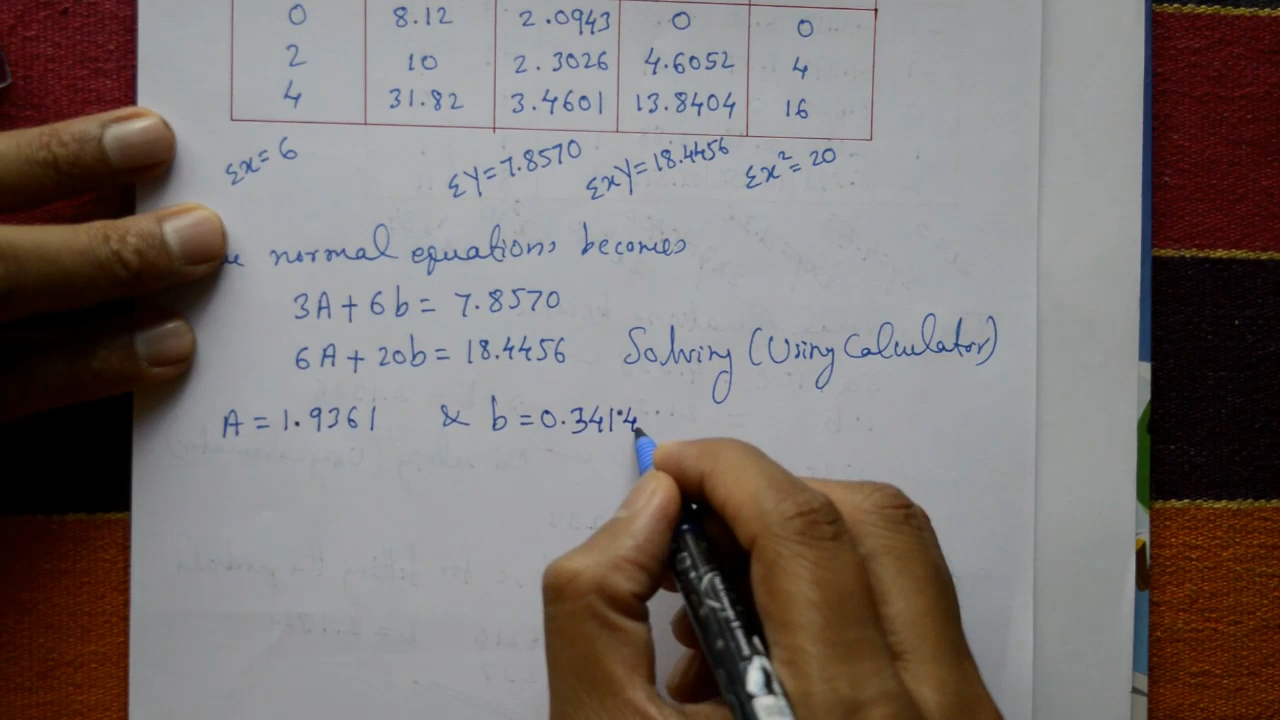 0 8.12 2.0943 0 0
2 10 2.3026 4.6052 4
4 31.82 3.4601 13.8404 16
Σx=6 ΣY=7.8570 ΣxY=18.4456 Σx²=20
normal equations becomes
3A+6b=7.8570
6A+20b=18.4456 Solving (Using Calculator)
A=1.9361 & b=0.3414